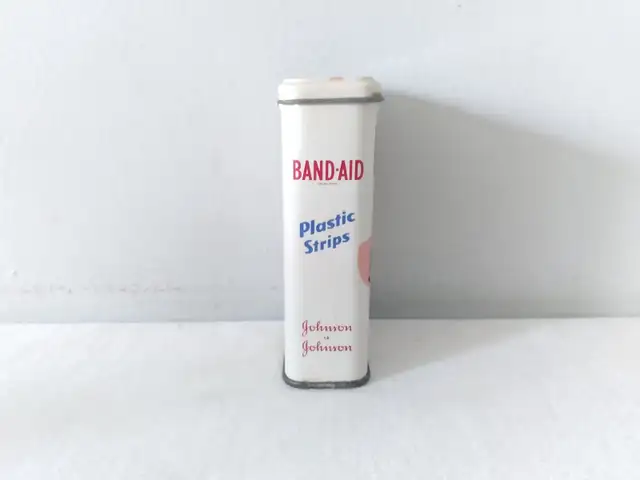 BAND-AID
Plastic
Strips
Johnson
&
Johnson